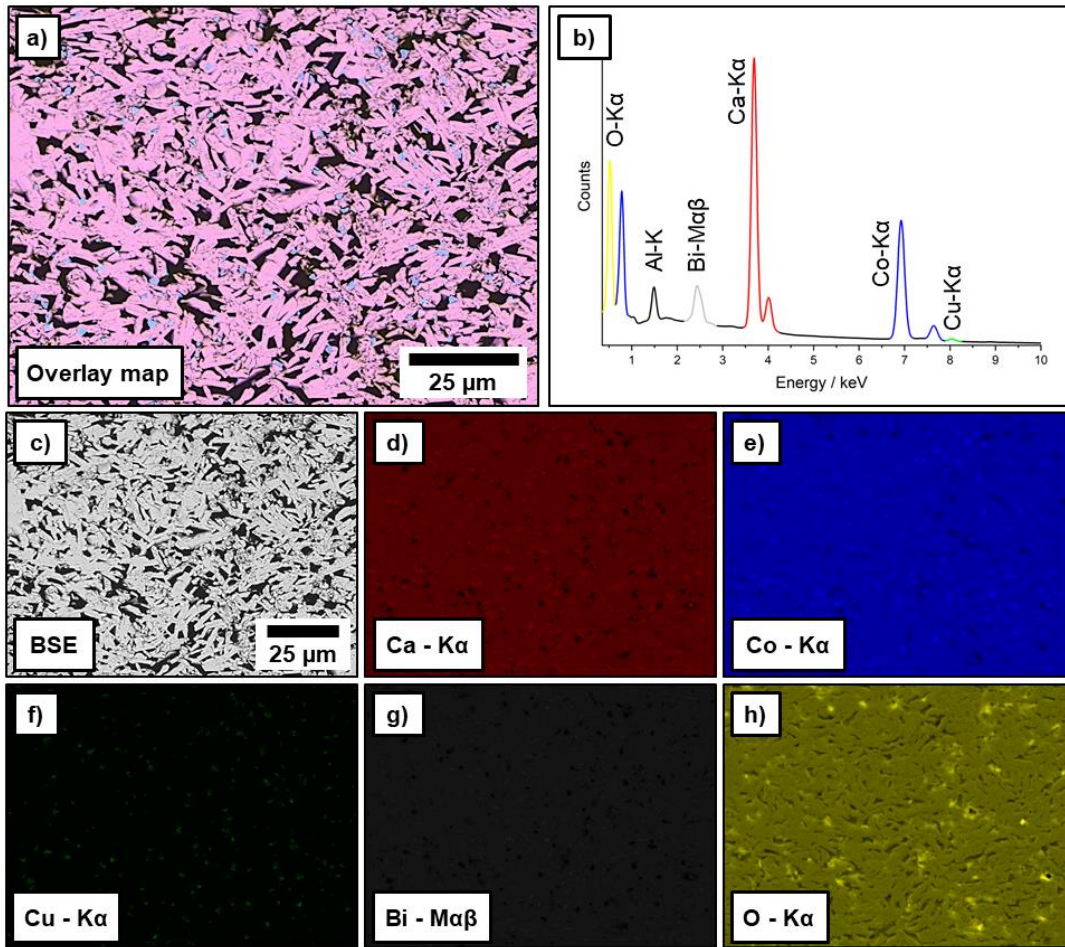 a)
Overlay map
25 µm
b)
Counts
O-Kα
Al-K
Bi-Mαβ
Ca-Kα
Co-Kα
Cu-Kα
1 2 3 4 5 6 7 8 9 10
Energy / keV
c)
BSE
25 µm
d)
Ca - Kα
e)
Co - Kα
f)
Cu - Kα
g)
Bi - Mαβ
h)
O - Kα